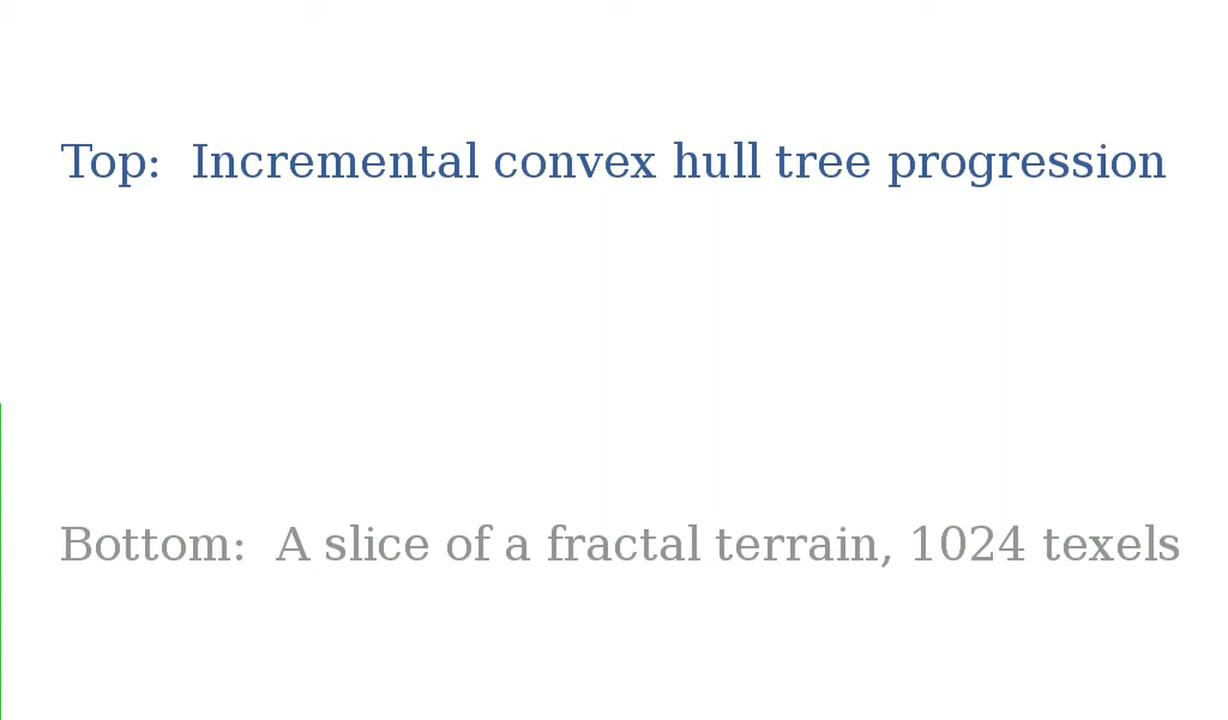 Top:  Incremental convex hull tree progression
Bottom:  A slice of a fractal terrain, 1024 texels